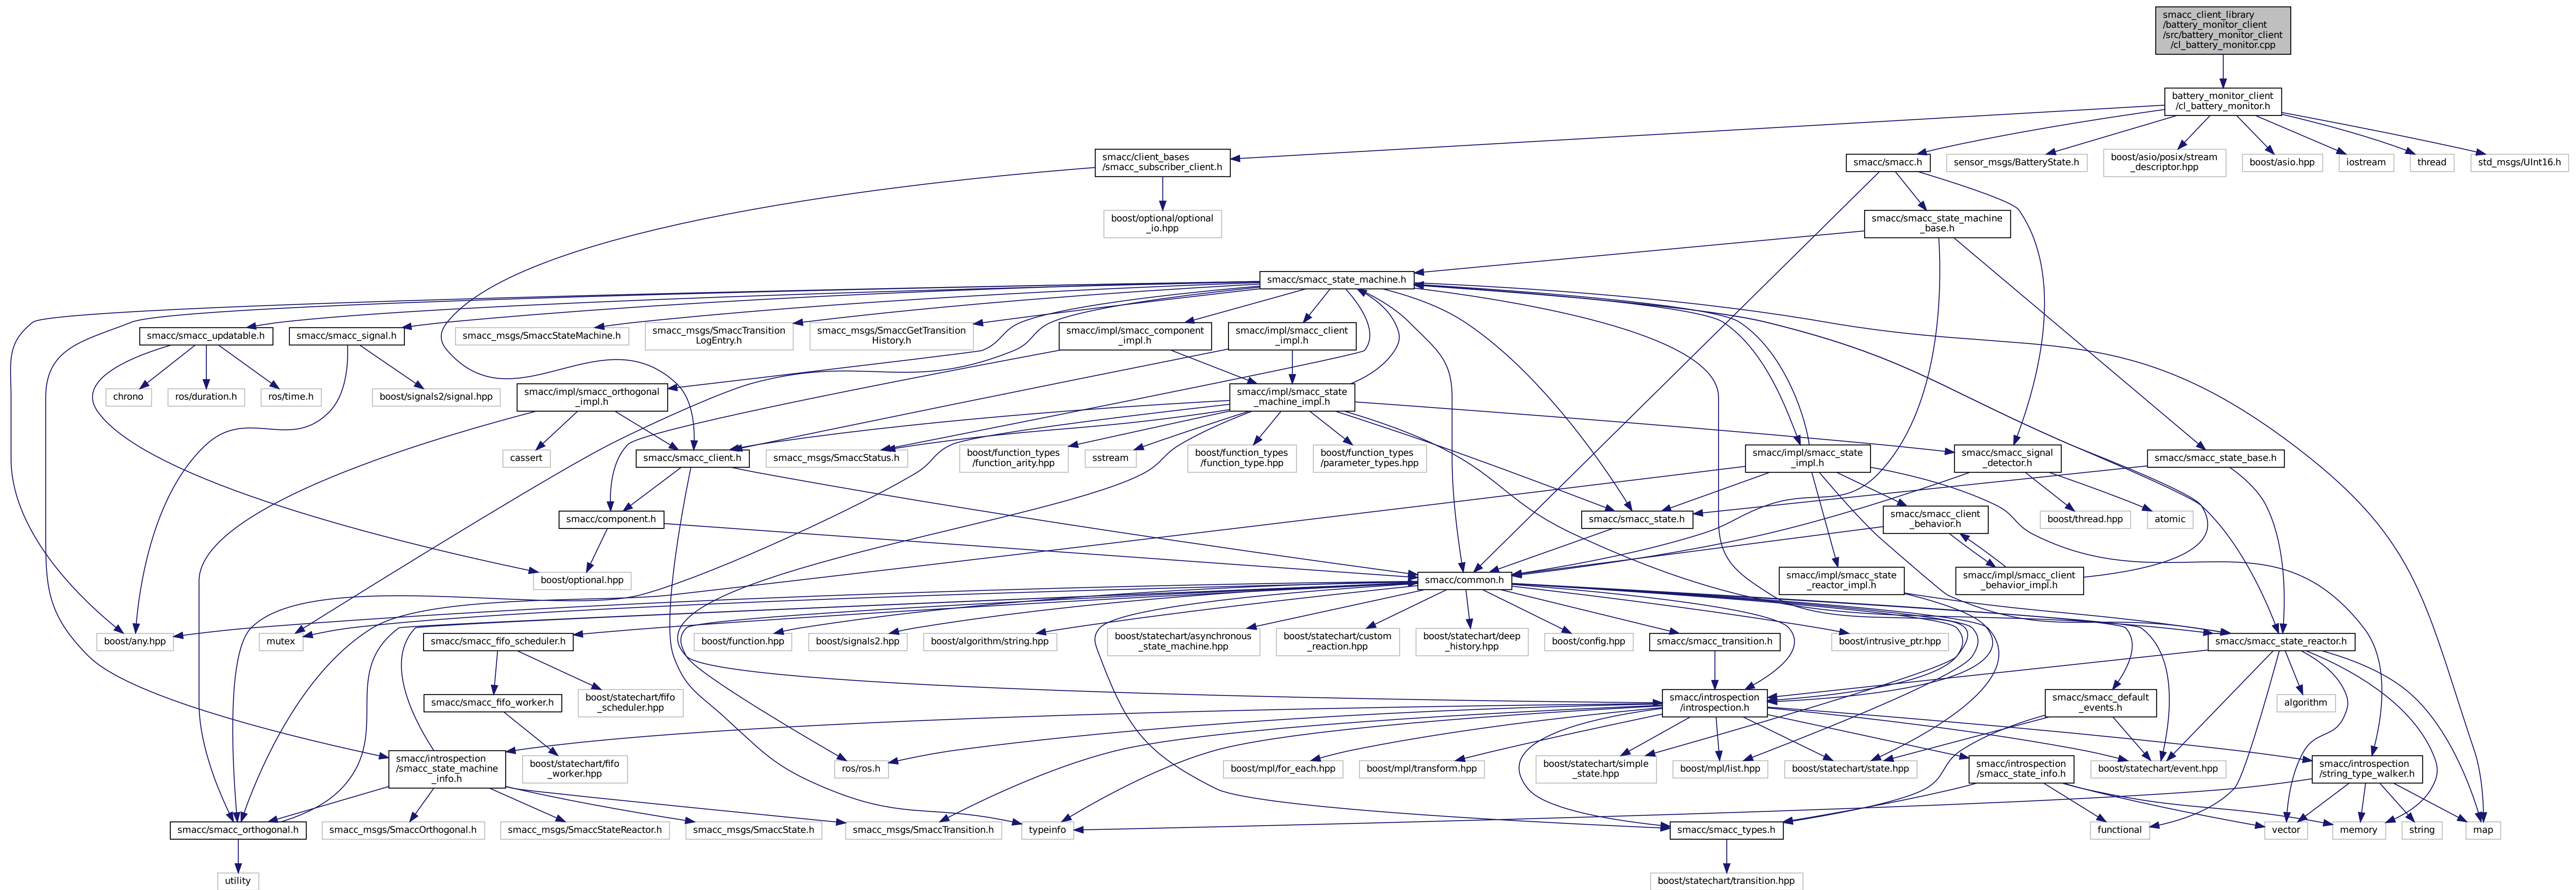 smacc_client_library
/battery_monitor_client
/src/battery_monitor_client
/cl_battery_monitor.cpp
battery_monitor_client
/cl_battery_monitor.h
smacc/client_bases
/smacc_subscriber_client.h
smacc/smacc.h
sensor_msgs/BatteryState.h
boost/asio/posix/stream
_descriptor.hpp
boost/asio.hpp
iostream
thread
std_msgs/UInt16.h
boost/optional/optional
_io.hpp
smacc/smacc_state_machine
_base.h
smacc/smacc_state_machine.h
smacc/smacc_updatable.h
smacc/smacc_signal.h
smacc_msgs/SmaccStateMachine.h
smacc_msgs/SmaccTransition
LogEntry.h
smacc_msgs/SmaccGetTransition
History.h
smacc/impl/smacc_component
_impl.h
smacc/impl/smacc_client
_impl.h
chrono
ros/duration.h
ros/time.h
boost/signals2/signal.hpp
smacc/impl/smacc_orthogonal
_impl.h
smacc/impl/smacc_state
_machine_impl.h
cassert
smacc/smacc_client.h
smacc_msgs/SmaccStatus.h
boost/function_types
/function_arity.hpp
sstream
boost/function_types
/function_type.hpp
boost/function_types
/parameter_types.hpp
smacc/impl/smacc_state
_impl.h
smacc/smacc_signal
_detector.h
smacc/smacc_state_base.h
smacc/component.h
smacc/smacc_state.h
smacc/smacc_client
_behavior.h
boost/thread.hpp
atomic
boost/optional.hpp
smacc/common.h
smacc/impl/smacc_state
_reactor_impl.h
smacc/impl/smacc_client
_behavior_impl.h
boost/any.hpp
mutex
smacc/smacc_fifo_scheduler.h
boost/function.hpp
boost/signals2.hpp
boost/algorithm/string.hpp
boost/statechart/asynchronous
_state_machine.hpp
boost/statechart/custom
_reaction.hpp
boost/statechart/deep
_history.hpp
boost/config.hpp
smacc/smacc_transition.h
boost/intrusive_ptr.hpp
smacc/smacc_state_reactor.h
smacc/smacc_fifo_worker.h
boost/statechart/fifo
_scheduler.hpp
smacc/introspection
/introspection.h
smacc/smacc_default
_events.h
algorithm
smacc/introspection
/smacc_state_machine
_info.h
boost/statechart/fifo
_worker.hpp
ros/ros.h
boost/mpl/for_each.hpp
boost/mpl/transform.hpp
boost/statechart/simple
_state.hpp
boost/mpl/list.hpp
boost/statechart/state.hpp
smacc/introspection
/smacc_state_info.h
boost/statechart/event.hpp
smacc/introspection
/string_type_walker.h
smacc/smacc_orthogonal.h
smacc_msgs/SmaccOrthogonal.h
smacc_msgs/SmaccStateReactor.h
smacc_msgs/SmaccState.h
smacc_msgs/SmaccTransition.h
typeinfo
smacc/smacc_types.h
functional
vector
memory
string
map
utility
boost/statechart/transition.hpp